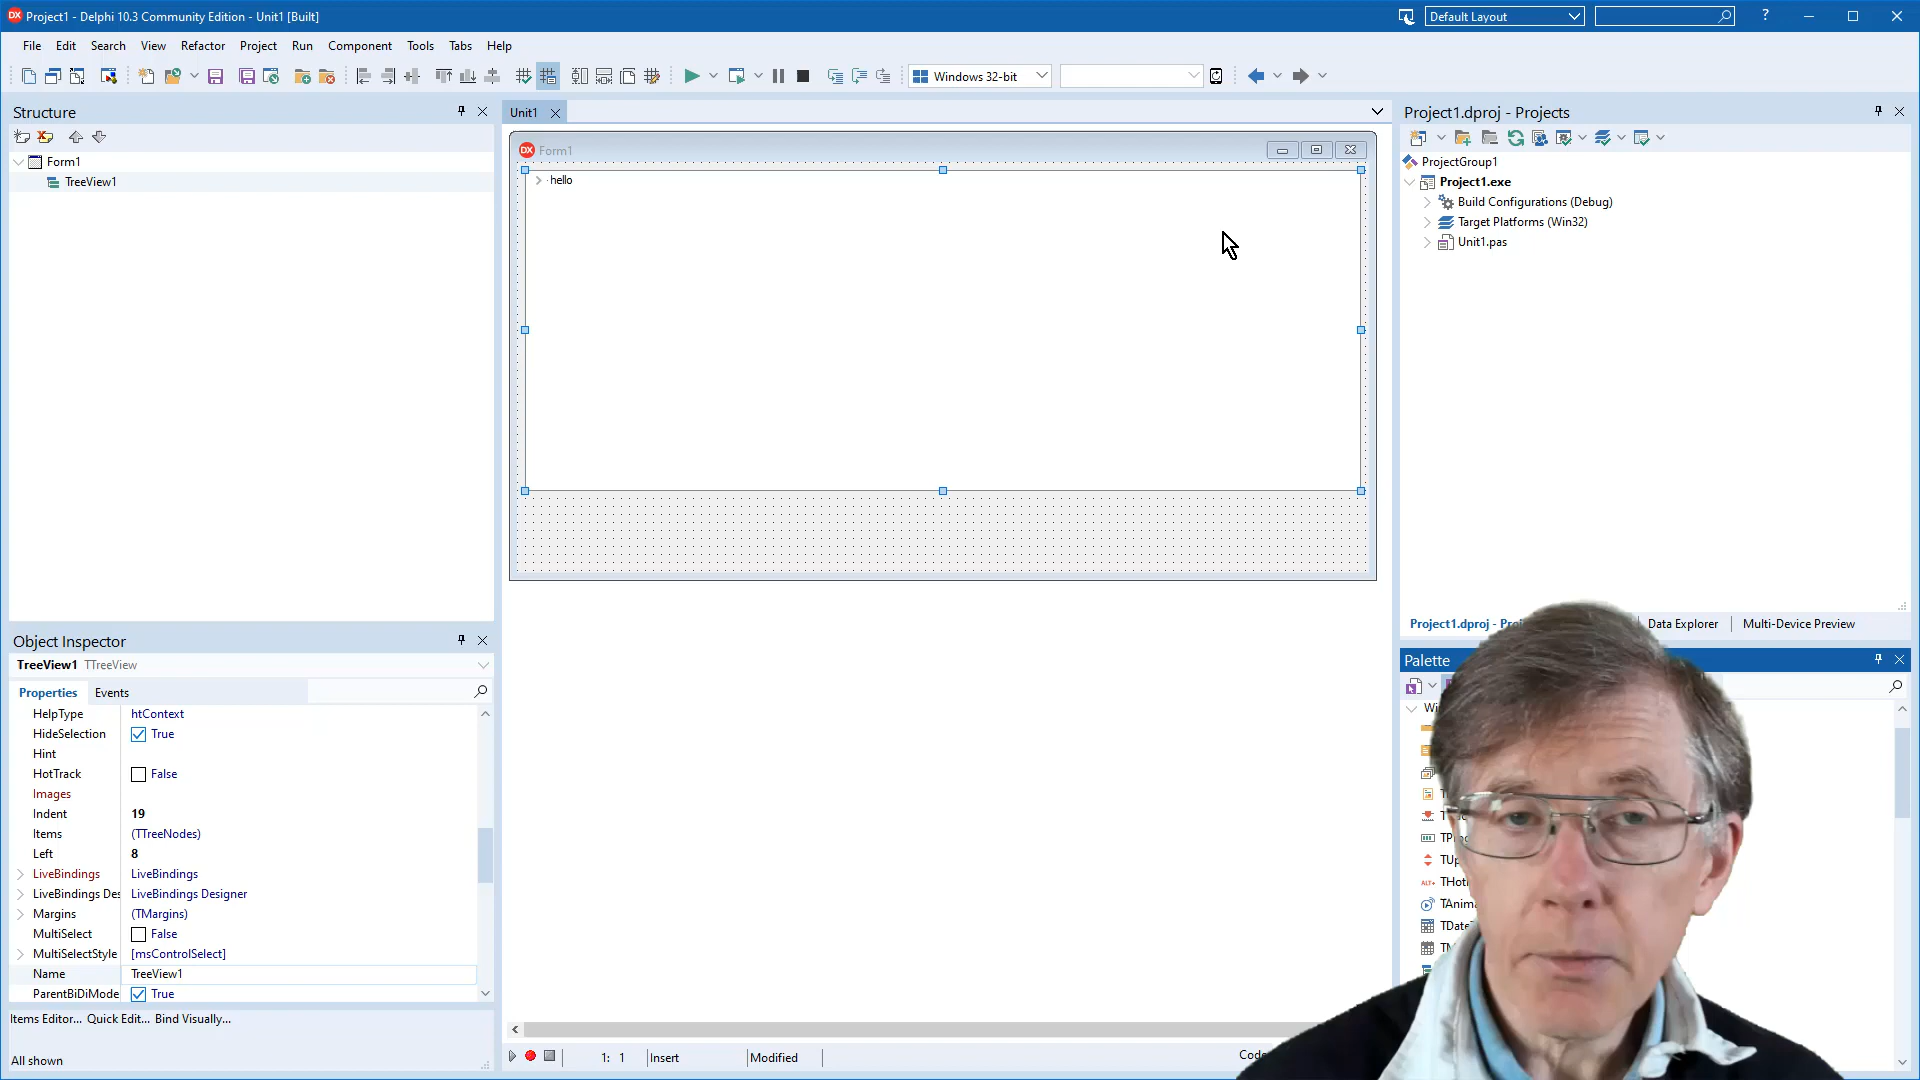 Project1 - Delphi 10.3 Community Edition - Unit1 [Built]
Default Layout
?
File Edit Search View Refactor Project Run Component Tools Tabs Help
Windows 32-bit
Structure
Form1
TreeView1
Unit1
Form1
hello
Project1.dproj - Projects
ProjectGroup1
Project1.exe
Build Configurations (Debug)
Target Platforms (Win32)
Unit1.pas
Project1.dproj - Data Explorer Multi-Device Preview
Object Inspector
TreeView1 TTreeView
Properties Events
HelpType htContext
HideSelection True
Hint
HotTrack False
Images
Indent 19
Items (TTreeNodes)
Left 8
LiveBindings LiveBindings
LiveBindings Des LiveBindings Designer
Margins (TMargins)
MultiSelect False
MultiSelectStyle [msControlSelect]
Name TreeView1
ParentBiDiMode True
Items Editor... Quick Edit... Bind Visually...
All shown
Palette
1: 1 Insert Modified